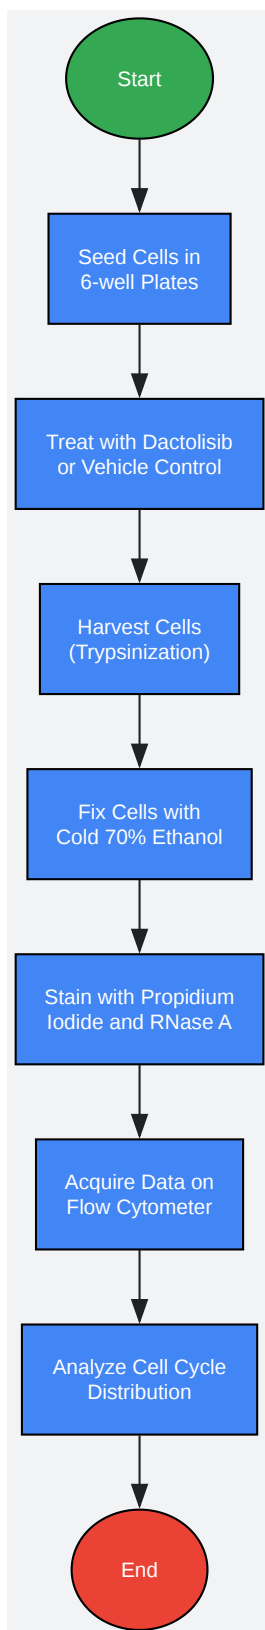 Start
Seed Cells in
6-well Plates
Treat with Dactolisib
or Vehicle Control
Harvest Cells
(Trypsinization)
Fix Cells with
Cold 70% Ethanol
Stain with Propidium
Iodide and RNase A
Acquire Data on
Flow Cytometer
Analyze Cell Cycle
Distribution
End